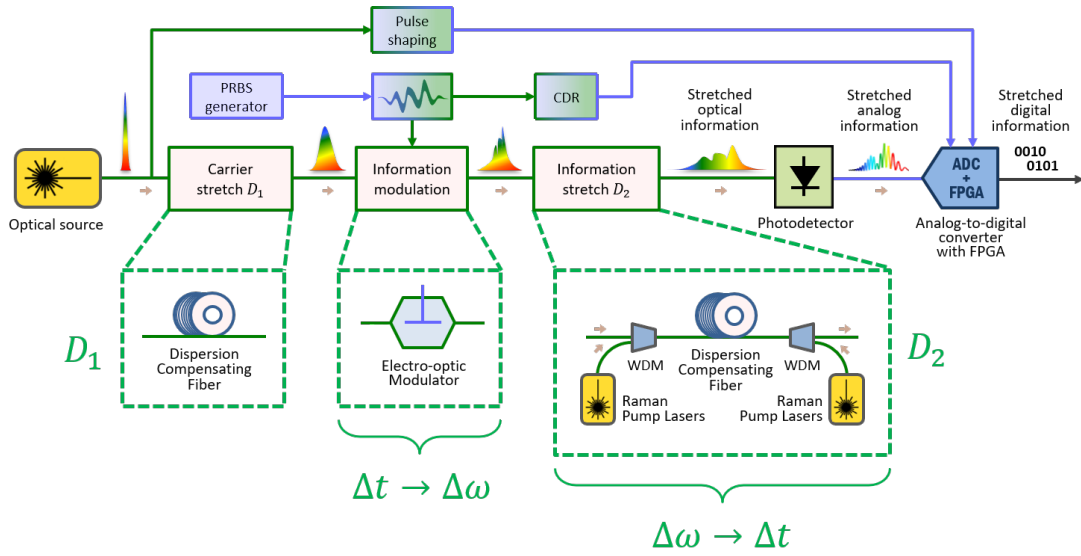 Pulse
shaping
PRBS
generator
CDR
Stretched
optical
information
Stretched
analog
information
Stretched
digital
information
Optical source
Carrier
stretch D₁
Information
modulation
Information
stretch D₂
Photodetector
ADC
+
FPGA
0010
0101
Analog-to-digital
converter
with FPGA
D₁
Dispersion
Compensating
Fiber
Electro-optic
Modulator
WDM
Dispersion
Compensating
Fiber
WDM
D₂
Raman
Pump Lasers
Raman
Pump Lasers
Δt → Δω
Δω → Δt